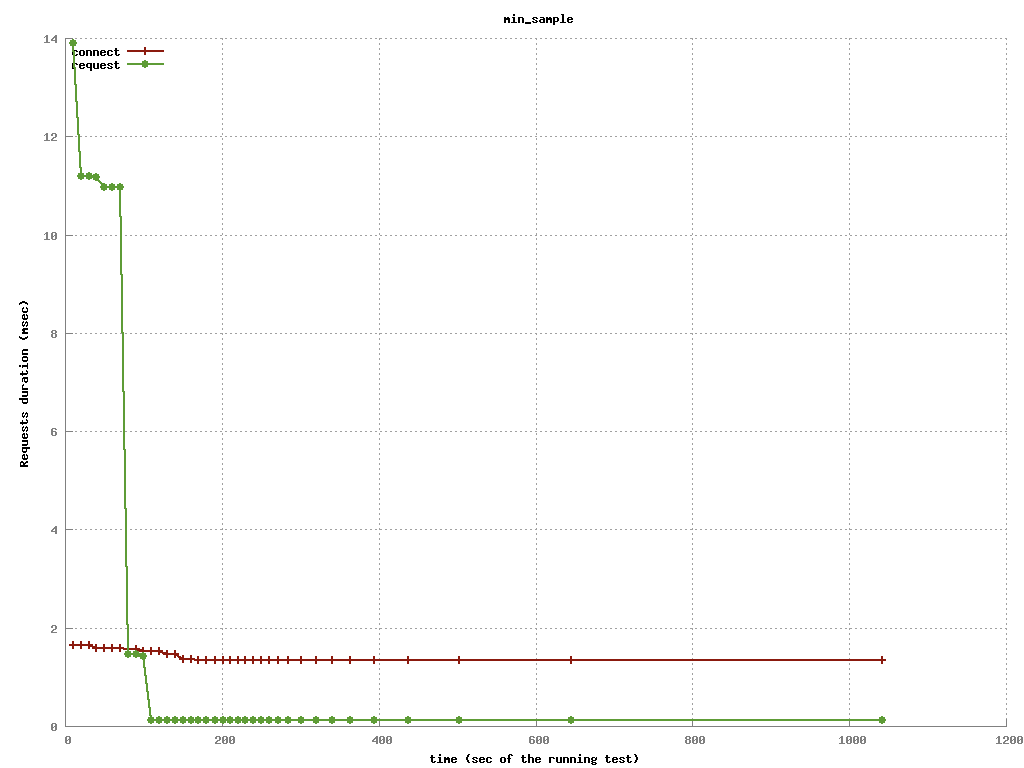 min_sample
14
connect
request
12
10
8
6
4
2
0
Requests duration (msec)
0 200 400 600 800 1000 1200
time (sec of the running test)